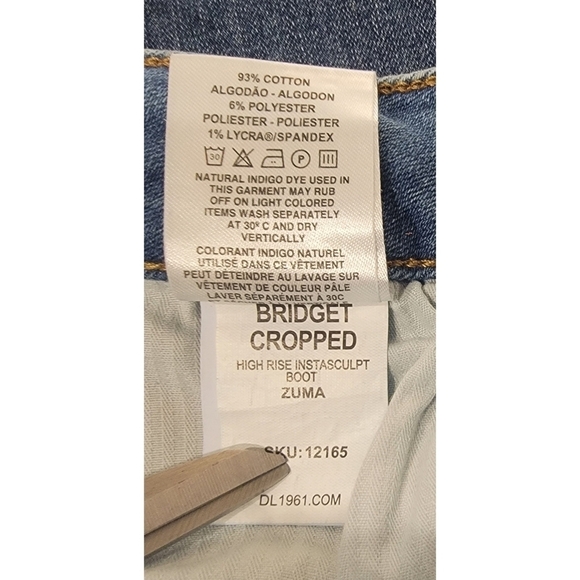 93% COTTON
ALGODÃO - ALGODON
6% POLYESTER
POLIESTER - POLIESTER
1% LYCRA®/SPANDEX
30 P
NATURAL INDIGO DYE USED IN
THIS GARMENT MAY RUB
OFF ON LIGHT COLORED
ITEMS WASH SEPARATELY
AT 30º C AND DRY
VERTICALLY
COLORANT INDIGO NATUREL
UTILISÉ DANS CE VÊTEMENT
PEUT DÉTEINDRE AU LAVAGE SUR
VÊTEMENT DE COULEUR PÂLE
LAVER SÉPARÉMENT À 30C
BRIDGET
CROPPED
HIGH RISE INSTASCULPT
BOOT
ZUMA
SKU:12165
DL1961.COM